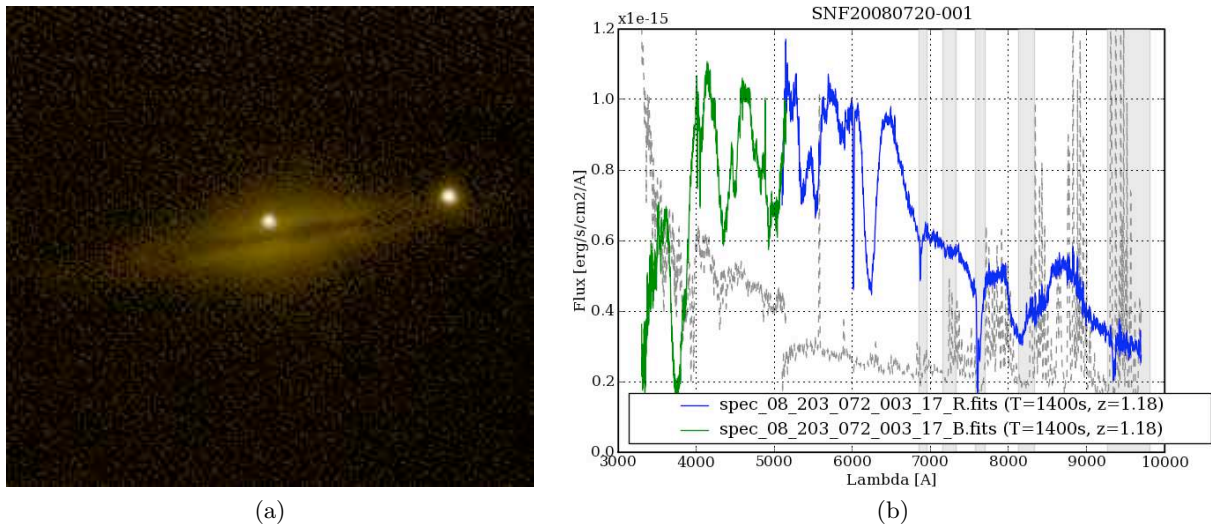 SNF20080720-001
x1e-15
1.2
1.0
0.8
0.6
0.4
0.2
0.0
Flux [erg/s/cm2/A]
spec_08_203_072_003_17_R.fits (T=1400s, z=1.18)
spec_08_203_072_003_17_B.fits (T=1400s, z=1.18)
3000 4000 5000 6000 7000 8000 9000 10000
Lambda [A]
(a) (b)